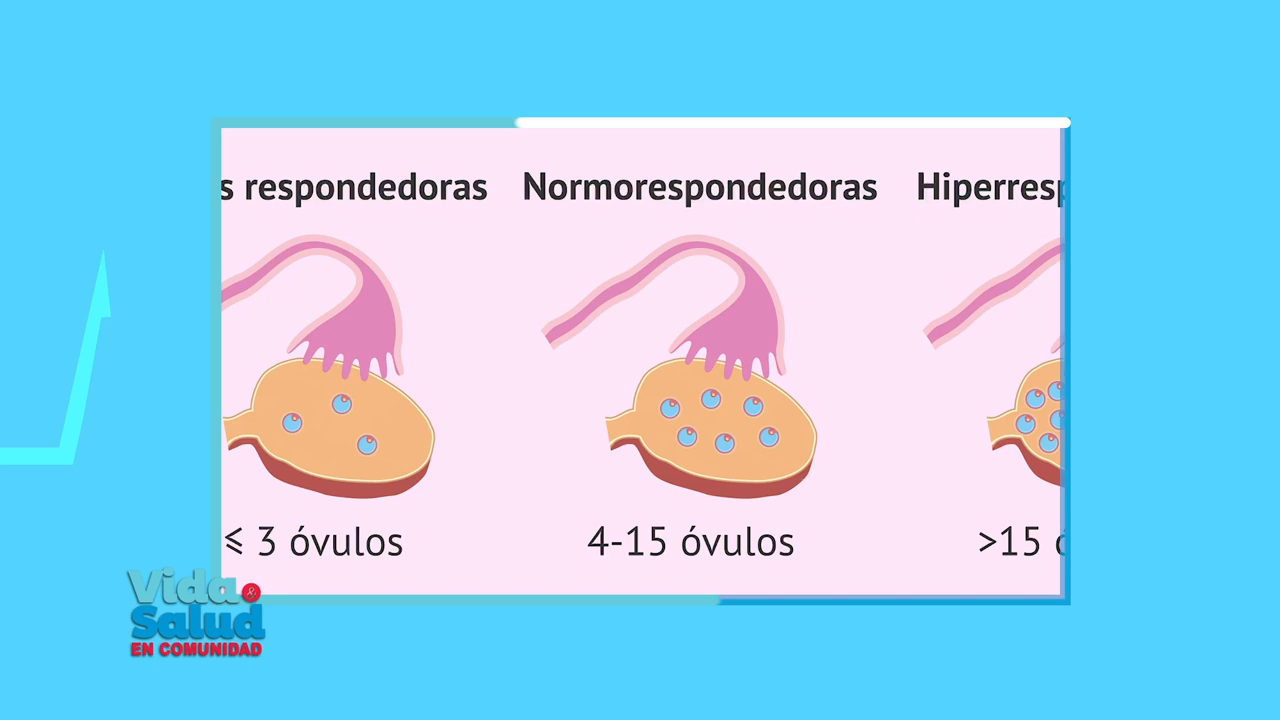 s respondedoras Normorespondedoras Hiperresp
≤ 3 óvulos 4-15 óvulos >15 ó
Vida &
Salud
EN COMUNIDAD